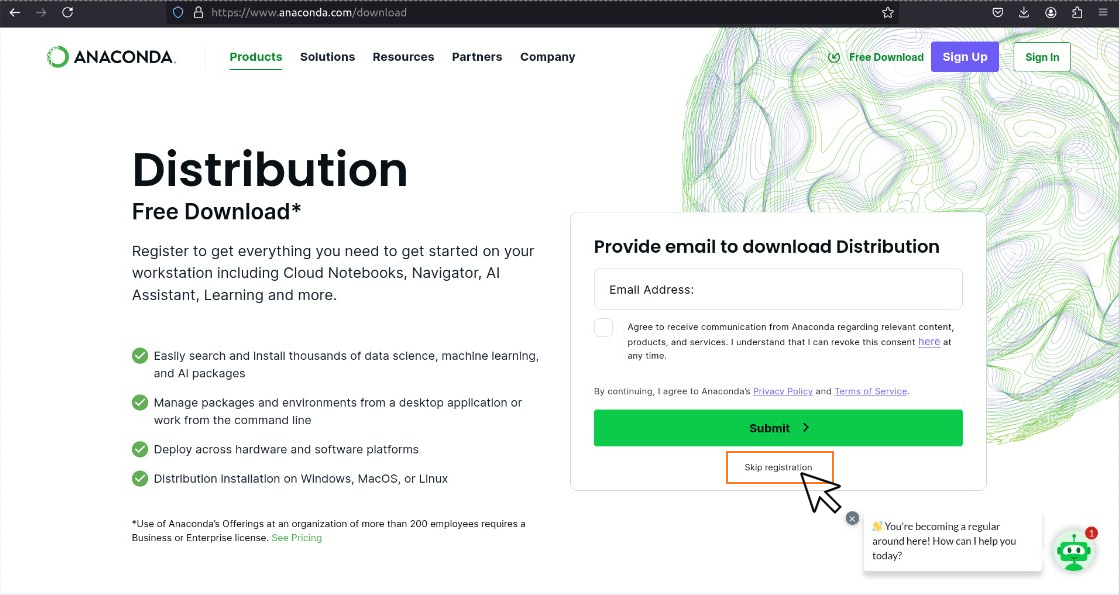 https://www.anaconda.com/download
ANACONDA.
Products Solutions Resources Partners Company
Free Download Sign Up Sign In
Distribution
Free Download*
Register to get everything you need to get started on your
workstation including Cloud Notebooks, Navigator, AI
Assistant, Learning and more.
Easily search and install thousands of data science, machine learning,
and AI packages
Manage packages and environments from a desktop application or
work from the command line
Deploy across hardware and software platforms
Distribution installation on Windows, MacOS, or Linux
*Use of Anaconda's Offerings at an organization of more than 200 employees requires a
Business or Enterprise license. See Pricing
Provide email to download Distribution
Email Address:
Agree to receive communication from Anaconda regarding relevant content,
products, and services. I understand that I can revoke this consent here at
any time.
By continuing, I agree to Anaconda's Privacy Policy and Terms of Service.
Submit
Skip registration
👋 You're becoming a regular
around here! How can I help you
today?
1